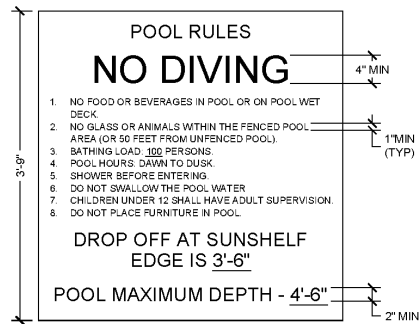 POOL RULES
NO DIVING
4" MIN
1. NO FOOD OR BEVERAGES IN POOL OR ON POOL WET
DECK.
2. NO GLASS OR ANIMALS WITHIN THE FENCED POOL
AREA (OR 50 FEET FROM UNFENCED POOL).
1"MIN
(TYP)
3. BATHING LOAD: 100 PERSONS.
4. POOL HOURS: DAWN TO DUSK.
5. SHOWER BEFORE ENTERING.
6. DO NOT SWALLOW THE POOL WATER
7. CHILDREN UNDER 12 SHALL HAVE ADULT SUPERVISION.
8. DO NOT PLACE FURNITURE IN POOL.
3'-9"
DROP OFF AT SUNSHELF
EDGE IS 3'-6"
POOL MAXIMUM DEPTH - 4'-6"
2" MIN